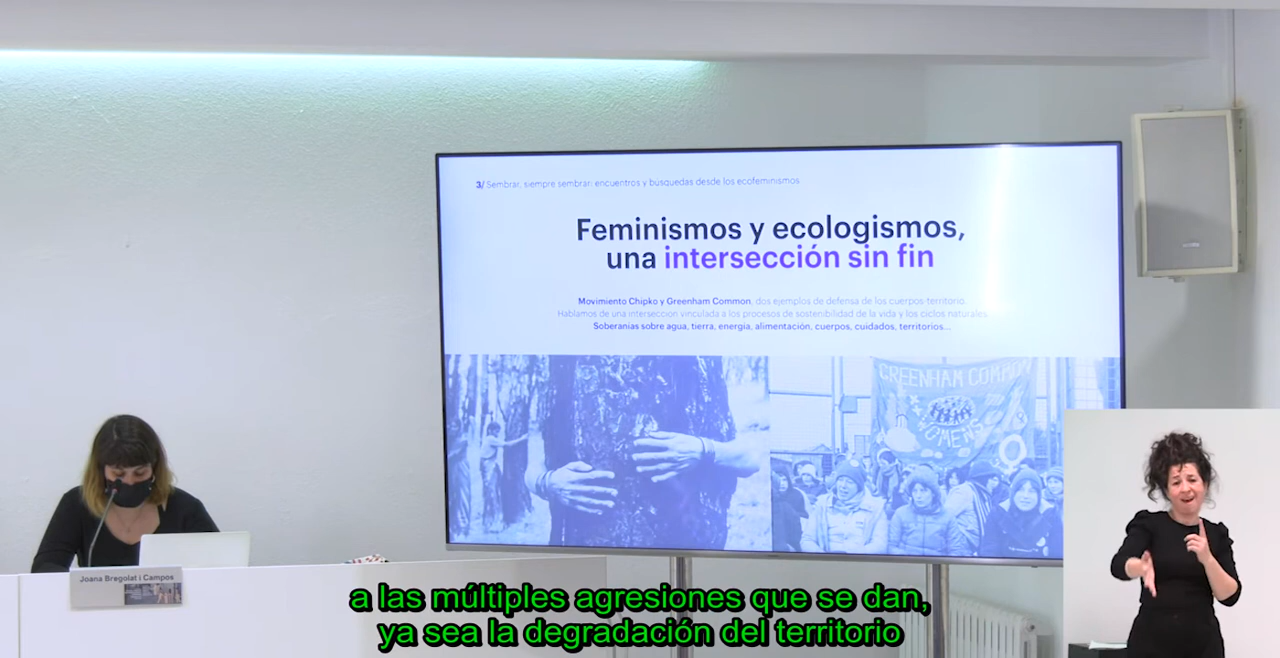 3/ Sembrar, siempre sembrar: encuentros y búsquedas desde los ecofeminismos
Feminismos y ecologismos,
una intersección sin fin
Movimiento Chipko y Greenham Common, dos ejemplos de defensa de los cuerpos-territorio.
Hablamos de una intersección vinculada a los procesos de sostenibilidad de la vida y los ciclos naturales.
Soberanías sobre agua, tierra, energía, alimentación, cuerpos, cuidados, territorios...
GREENHAM COMMON
WOMENS
Joana Bregolat i Campos
a las múltiples agresiones que se dan,
ya sea la degradación del territorio